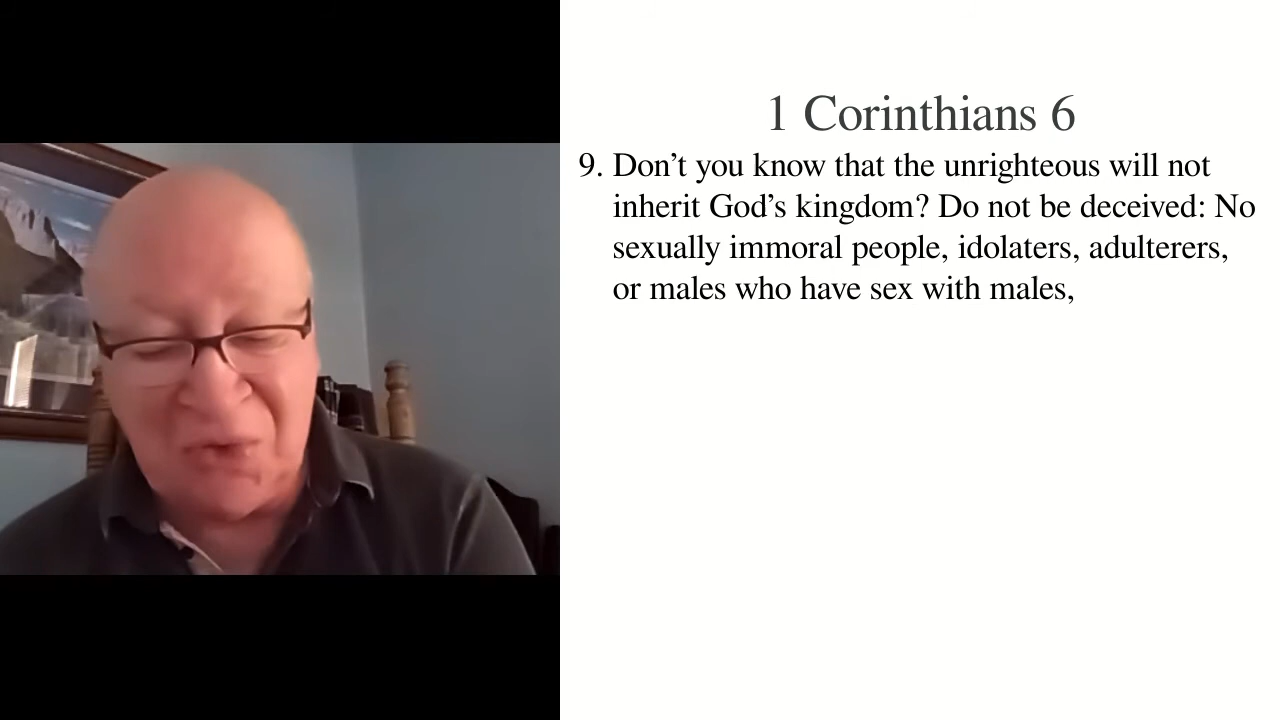 1 Corinthians 6
9. Don’t you know that the unrighteous will not
inherit God’s kingdom? Do not be deceived: No
sexually immoral people, idolaters, adulterers,
or males who have sex with males,